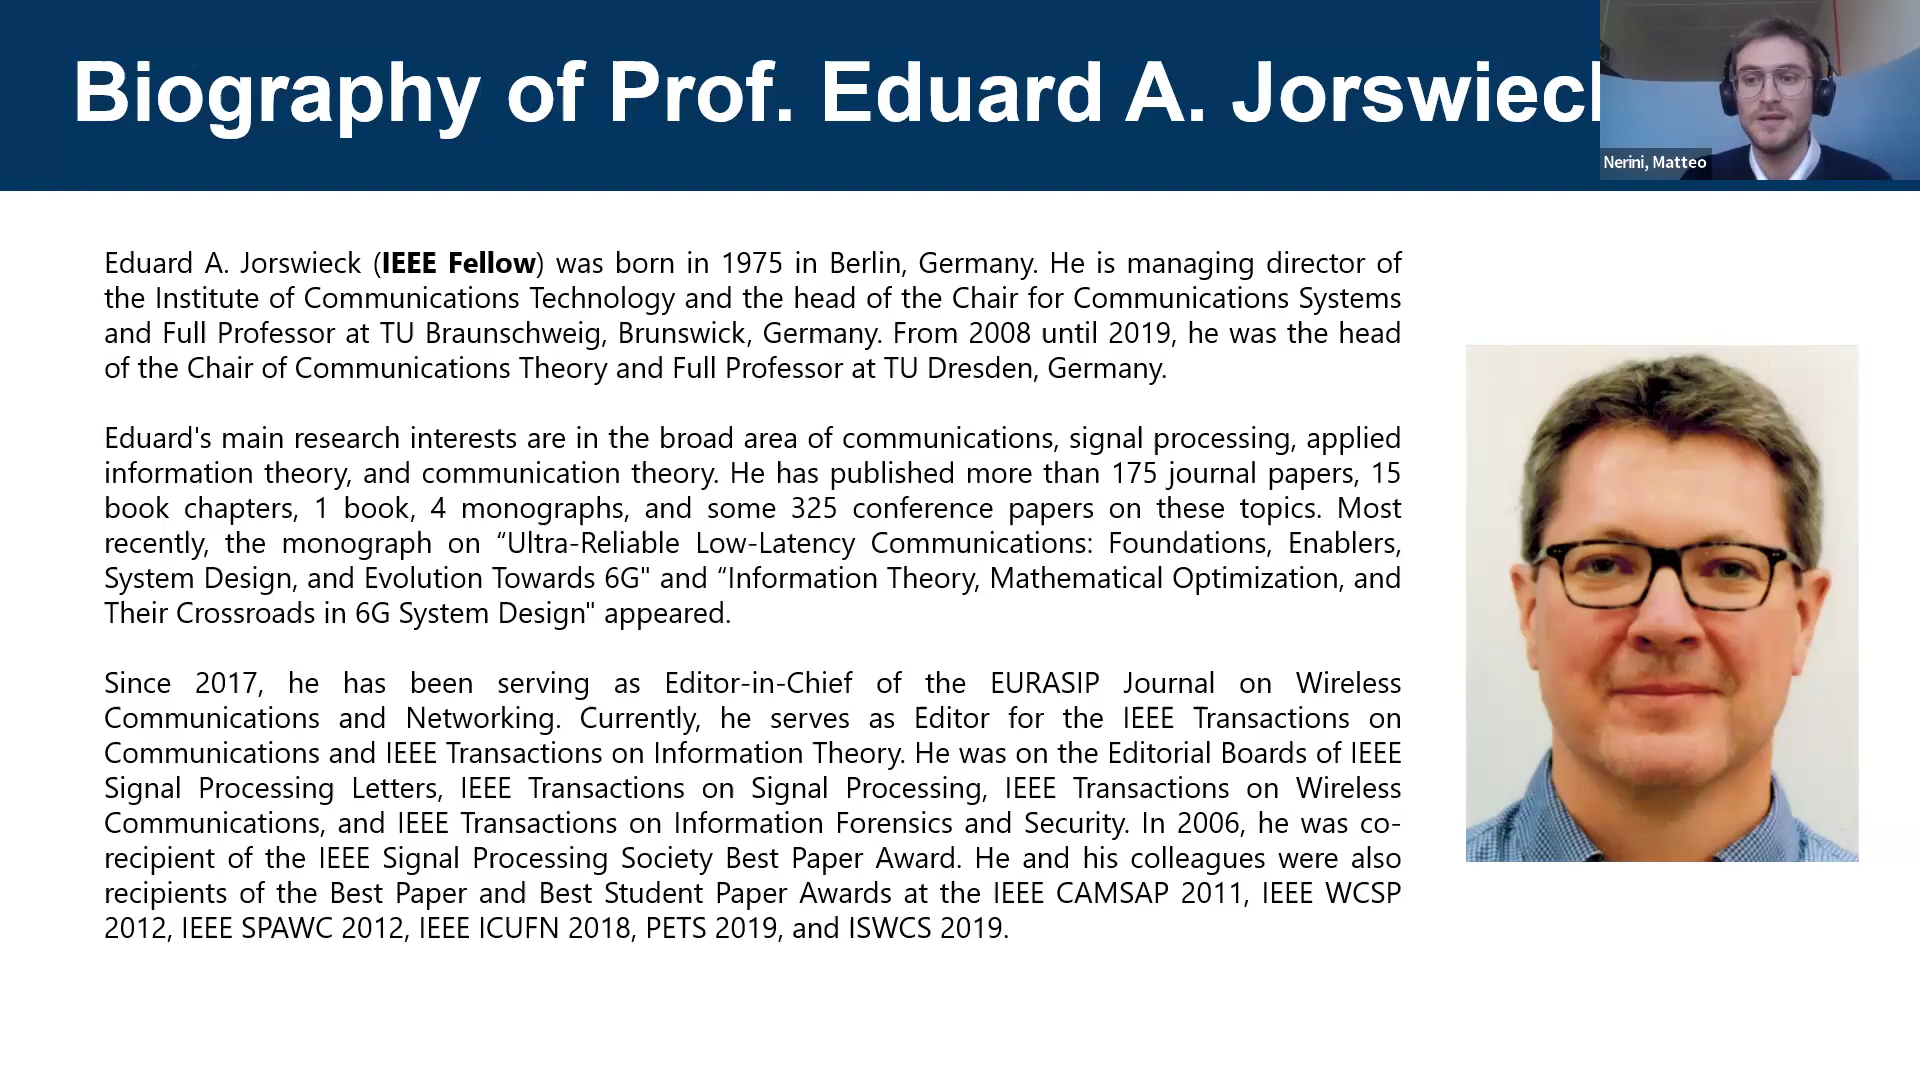 Biography of Prof. Eduard A. Jorswieck
Nerini, Matteo
Eduard A. Jorswieck (IEEE Fellow) was born in 1975 in Berlin, Germany. He is managing director of
the Institute of Communications Technology and the head of the Chair for Communications Systems
and Full Professor at TU Braunschweig, Brunswick, Germany. From 2008 until 2019, he was the head
of the Chair of Communications Theory and Full Professor at TU Dresden, Germany.
Eduard's main research interests are in the broad area of communications, signal processing, applied
information theory, and communication theory. He has published more than 175 journal papers, 15
book chapters, 1 book, 4 monographs, and some 325 conference papers on these topics. Most
recently, the monograph on “Ultra-Reliable Low-Latency Communications: Foundations, Enablers,
System Design, and Evolution Towards 6G" and “Information Theory, Mathematical Optimization, and
Their Crossroads in 6G System Design" appeared.
Since 2017, he has been serving as Editor-in-Chief of the EURASIP Journal on Wireless
Communications and Networking. Currently, he serves as Editor for the IEEE Transactions on
Communications and IEEE Transactions on Information Theory. He was on the Editorial Boards of IEEE
Signal Processing Letters, IEEE Transactions on Signal Processing, IEEE Transactions on Wireless
Communications, and IEEE Transactions on Information Forensics and Security. In 2006, he was co-
recipient of the IEEE Signal Processing Society Best Paper Award. He and his colleagues were also
recipients of the Best Paper and Best Student Paper Awards at the IEEE CAMSAP 2011, IEEE WCSP
2012, IEEE SPAWC 2012, IEEE ICUFN 2018, PETS 2019, and ISWCS 2019.